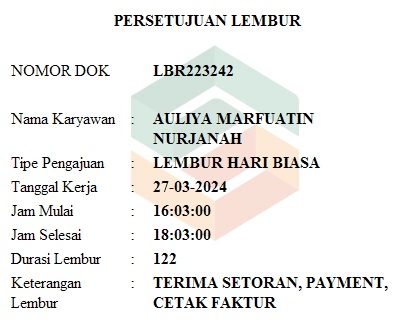 PERSETUJUAN LEMBUR
NOMOR DOK LBR223242
Nama Karyawan : AULIYA MARFUATIN
NURJANAH
Tipe Pengajuan : LEMBUR HARI BIASA
Tanggal Kerja : 27-03-2024
Jam Mulai : 16:03:00
Jam Selesai : 18:03:00
Durasi Lembur : 122
Keterangan : TERIMA SETORAN, PAYMENT,
Lembur CETAK FAKTUR